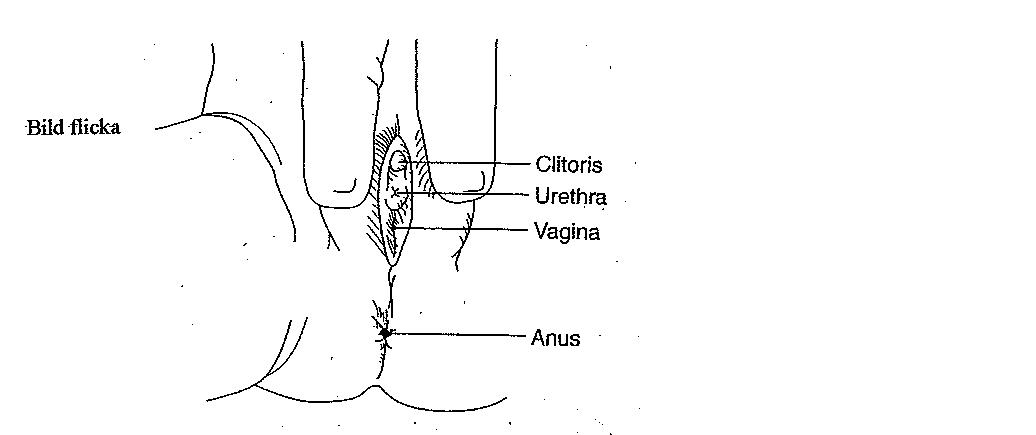 Bild flicka
Clitoris
Urethra
Vagina
Anus